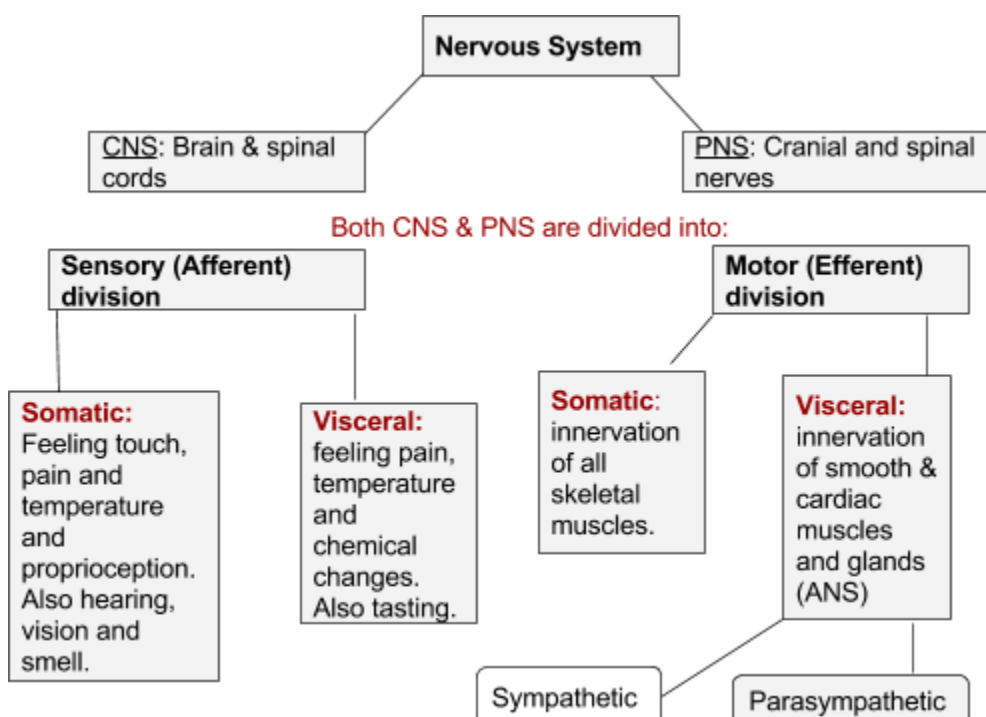 Nervous System
CNS: Brain & spinal
cords
PNS: Cranial and spinal
nerves
Both CNS & PNS are divided into:
Sensory (Afferent)
division
Motor (Efferent)
division
Somatic:
Feeling touch,
pain and
temperature
and
proprioception.
Also hearing,
vision and
smell.
Visceral:
feeling pain,
temperature
and
chemical
changes.
Also tasting.
Somatic:
innervation
of all
skeletal
muscles.
Visceral:
innervation
of smooth &
cardiac
muscles
and glands
(ANS)
Sympathetic
Parasympathetic